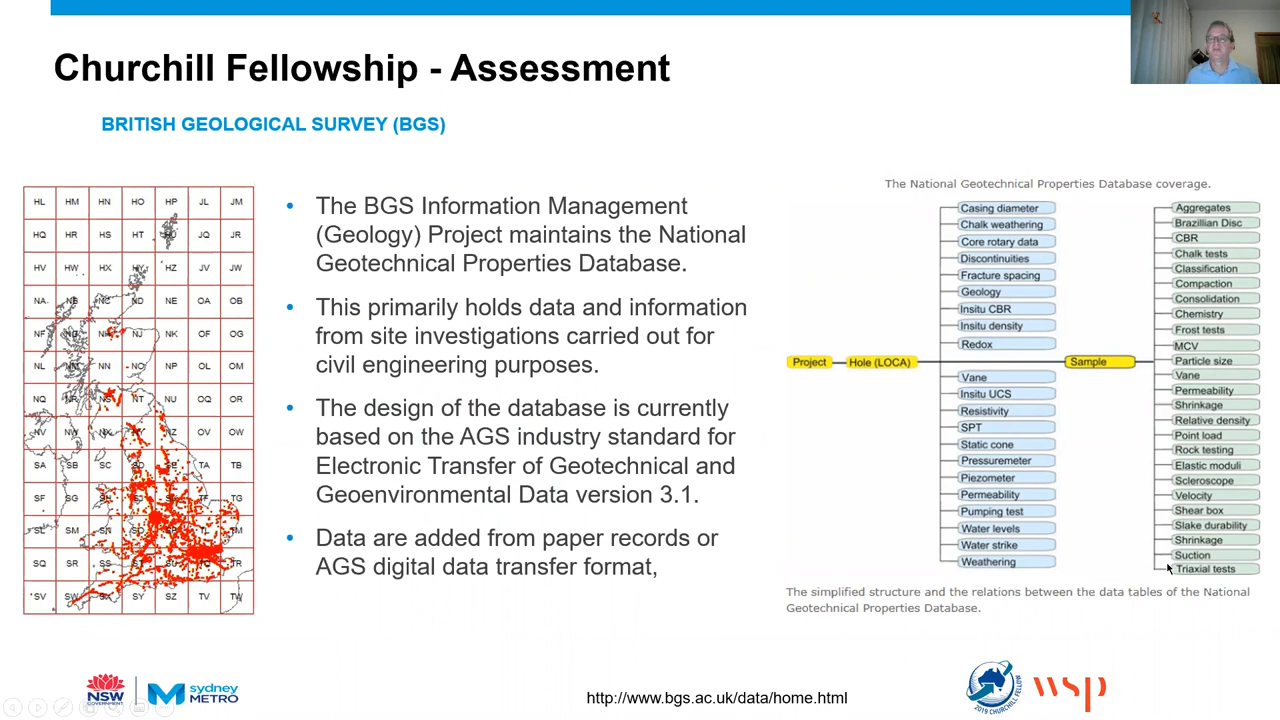 Churchill Fellowship - Assessment
BRITISH GEOLOGICAL SURVEY (BGS)
HL HM HN HO HP JL JM
HQ HR HS HT HU JQ JR
HV HW HX HY HZ JV JW
NA NB NC ND NE OA OB
NF NG NH NJ NK OF OG
NL NM NN NO NP OL OM
NQ NR NS NT NU OQ OR
NV NW NX NY NZ OV OW
SA SB SC SD SE TA TB
SF SG SH SJ SK TF TG
SL SM SN SO SP TL TM
SQ SR SS ST SU TQ TR
SV SW SX SY SZ TV TW
• The BGS Information Management
(Geology) Project maintains the National
Geotechnical Properties Database.
• This primarily holds data and information
from site investigations carried out for
civil engineering purposes.
• The design of the database is currently
based on the AGS industry standard for
Electronic Transfer of Geotechnical and
Geoenvironmental Data version 3.1.
• Data are added from paper records or
AGS digital data transfer format,
The National Geotechnical Properties Database coverage.
Project
Hole (LOCA)
Casing diameter
Chalk weathering
Core rotary data
Discontinuities
Fracture spacing
Geology
Insitu CBR
Insitu density
Redox
Vane
Insitu UCS
Resistivity
SPT
Static cone
Pressuremeter
Piezometer
Permeability
Pumping test
Water levels
Water strike
Weathering
Sample
Aggregates
Brazillian Disc
CBR
Chalk tests
Classification
Compaction
Consolidation
Chemistry
Frost tests
MCV
Particle size
Vane
Permeability
Shrinkage
Relative density
Point load
Rock testing
Elastic moduli
Scleroscope
Velocity
Shear box
Slake durability
Shrinkage
Suction
Triaxial tests
The simplified structure and the relations between the data tables of the National
Geotechnical Properties Database.
NSW
GOVERNMENT
sydney
METRO
http://www.bgs.ac.uk/data/home.html
2019 CHURCHILL FELLOW
wsp